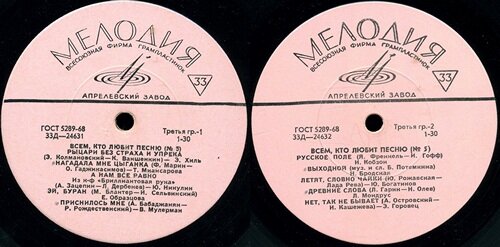 МЕЛОДИЯ
ВСЕСОЮЗНАЯ ФИРМА ГРАМПЛАСТИНОК
33
АПРЕЛЕВСКИЙ ЗАВОД
ГОСТ 5289-68
33Д—24631
Третья гр.-1
1-30
ВСЕМ, КТО ЛЮБИТ ПЕСНЮ (№ 5)
РЫЦАРИ БЕЗ СТРАХА И УПРЕКА
(Э. Колмановский—К. Ваншенкин) Э. Хиль
НАГАДАЛА МНЕ ЦЫГАНКА (Ф. Марин—
О. Гаджикасимов) Т. Миансарова
А НАМ ВСЕ РАВНО
Из к-ф «Бриллиантовая рука»
(А. Зацепин—Л. Дербенев) Ю. Никулин
ЭЙ, БУРАН (М. Блантер—И. Сельвинский)
Е. Образцова
ПРИСНИЛОСЬ МНЕ (А. Бабаджанян—
Р. Рождественский) В. Мулерман
МЕЛОДИЯ
ВСЕСОЮЗНАЯ ФИРМА ГРАМПЛАСТИНОК
33
АПРЕЛЕВСКИЙ ЗАВОД
ГОСТ 5289-68
33Д—24632
Третья гр.-2
1-30
ВСЕМ, КТО ЛЮБИТ ПЕСНЮ (№ 5)
РУССКОЕ ПОЛЕ (Я. Френкель—И. Гофф)
И. Кобзон
ВЫХОДНОЙ (муз. и сл. Б. Потемкина)
Н. Бродская
ЛЕТЯТ, СЛОВНО ЧАЙКИ (Ю. Рожавская—
Лада Рева) Ю. Богатиков
ДРЕВНИЕ СЛОВА (Л. Гарин—Н. Олев)
Л. Мондрус
НЕТ, ТАК НЕ БЫВАЕТ (А. Островский—
И. Кашежева) Э. Горовец